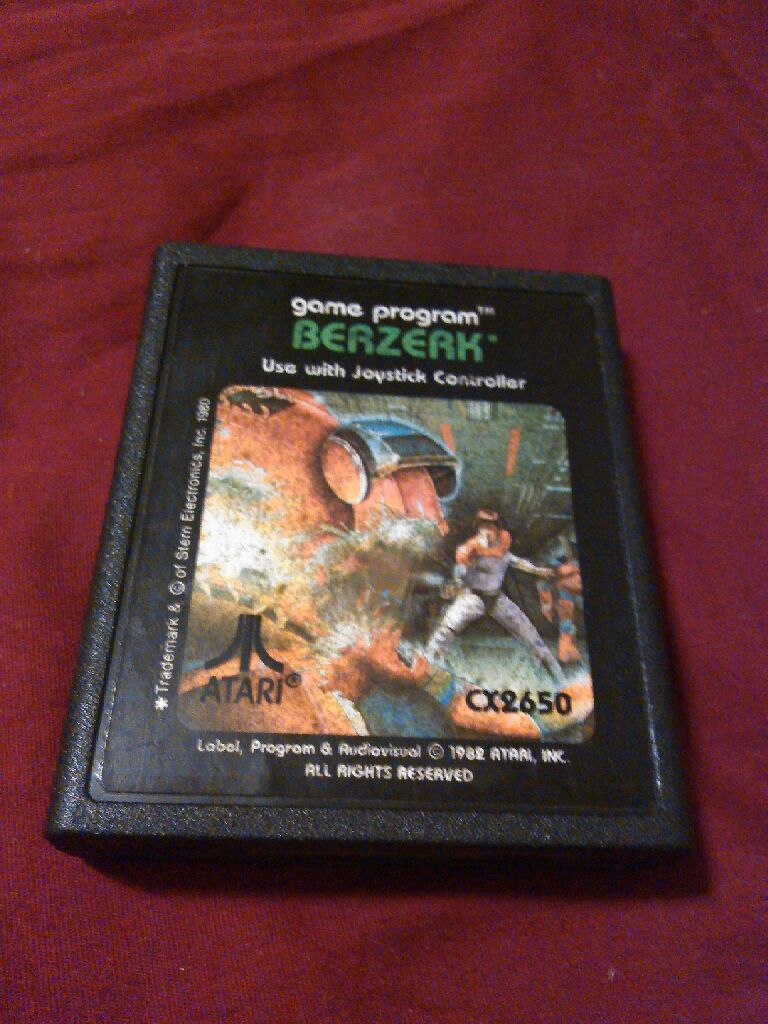 game program™
BERZERK*
Use with Joystick Controller
*Trademark & © of Stern Electronics, Inc. 1980
ATARI®
CX2650
Label, Program & Audiovisual © 1982 ATARI, INC.
ALL RIGHTS RESERVED